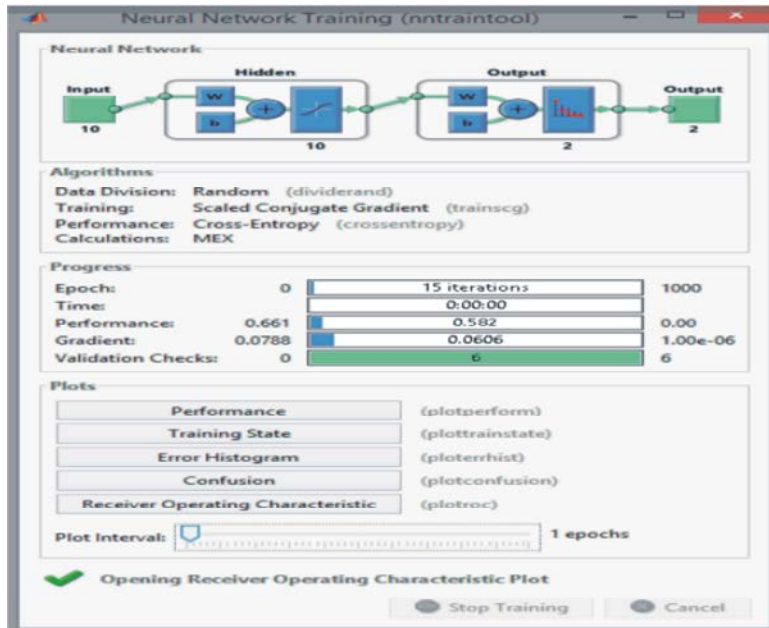 Neural Network Training (nntraintool)
Neural Network
Hidden
Output
Input
W
b
W
b
Output
10
10
2
2
Algorithms
Data Division: Random (dividerand)
Training: Scaled Conjugate Gradient (trainscg)
Performance: Cross-Entropy (crossentropy)
Calculations: MEX
Progress
Epoch: 0 15 iterations 1000
Time: 0:00:00
Performance: 0.661 0.582 0.00
Gradient: 0.0788 0.0606 1.00e-06
Validation Checks: 0 6 6
Plots
Performance (plotperform)
Training State (plottrainstate)
Error Histogram (ploterrhist)
Confusion (plotconfusion)
Receiver Operating Characteristic (plotroc)
Plot Interval: 1 epochs
Opening Receiver Operating Characteristic Plot
Stop Training Cancel